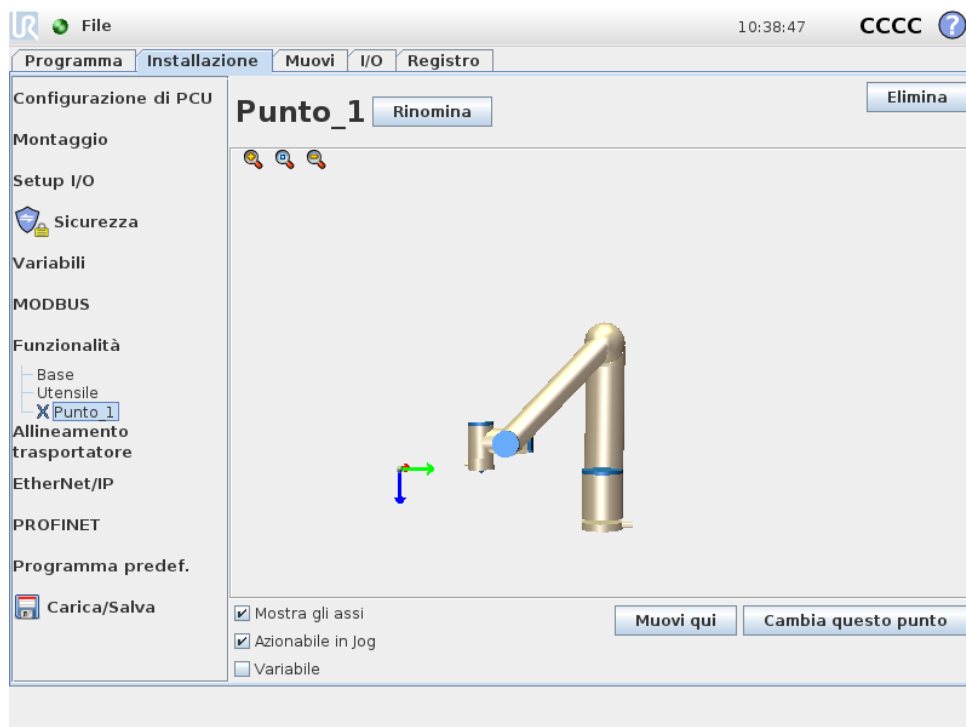 UR File 10:38:47 CCCC ?
Programma Installazione Muovi I/O Registro
Configurazione di PCU
Montaggio
Setup I/O
Sicurezza
Variabili
MODBUS
Funzionalità
Base
Utensile
Punto_1
Allineamento
trasportatore
EtherNet/IP
PROFINET
Programma predef.
Carica/Salva
Punto_1 Rinomina Elimina
Mostra gli assi
Azionabile in Jog
Variabile
Muovi qui Cambia questo punto